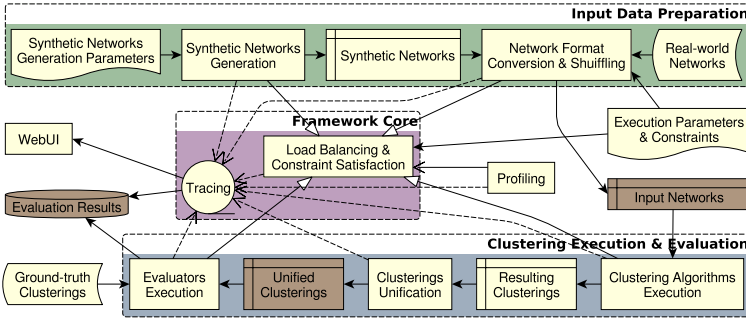 Input Data Preparation
Synthetic Networks
Generation Parameters
Synthetic Networks
Generation
Synthetic Networks
Network Format
Conversion & Shuiffling
Real-world
Networks
Framework Core
Execution Parameters
& Constraints
WebUI
Load Balancing &
Constraint Satisfaction
Tracing
Profiling
Evaluation Results
Input Networks
Clustering Execution & Evaluation
Ground-truth
Clusterings
Evaluators
Execution
Unified
Clusterings
Clusterings
Unification
Resulting
Clusterings
Clustering Algorithms
Execution